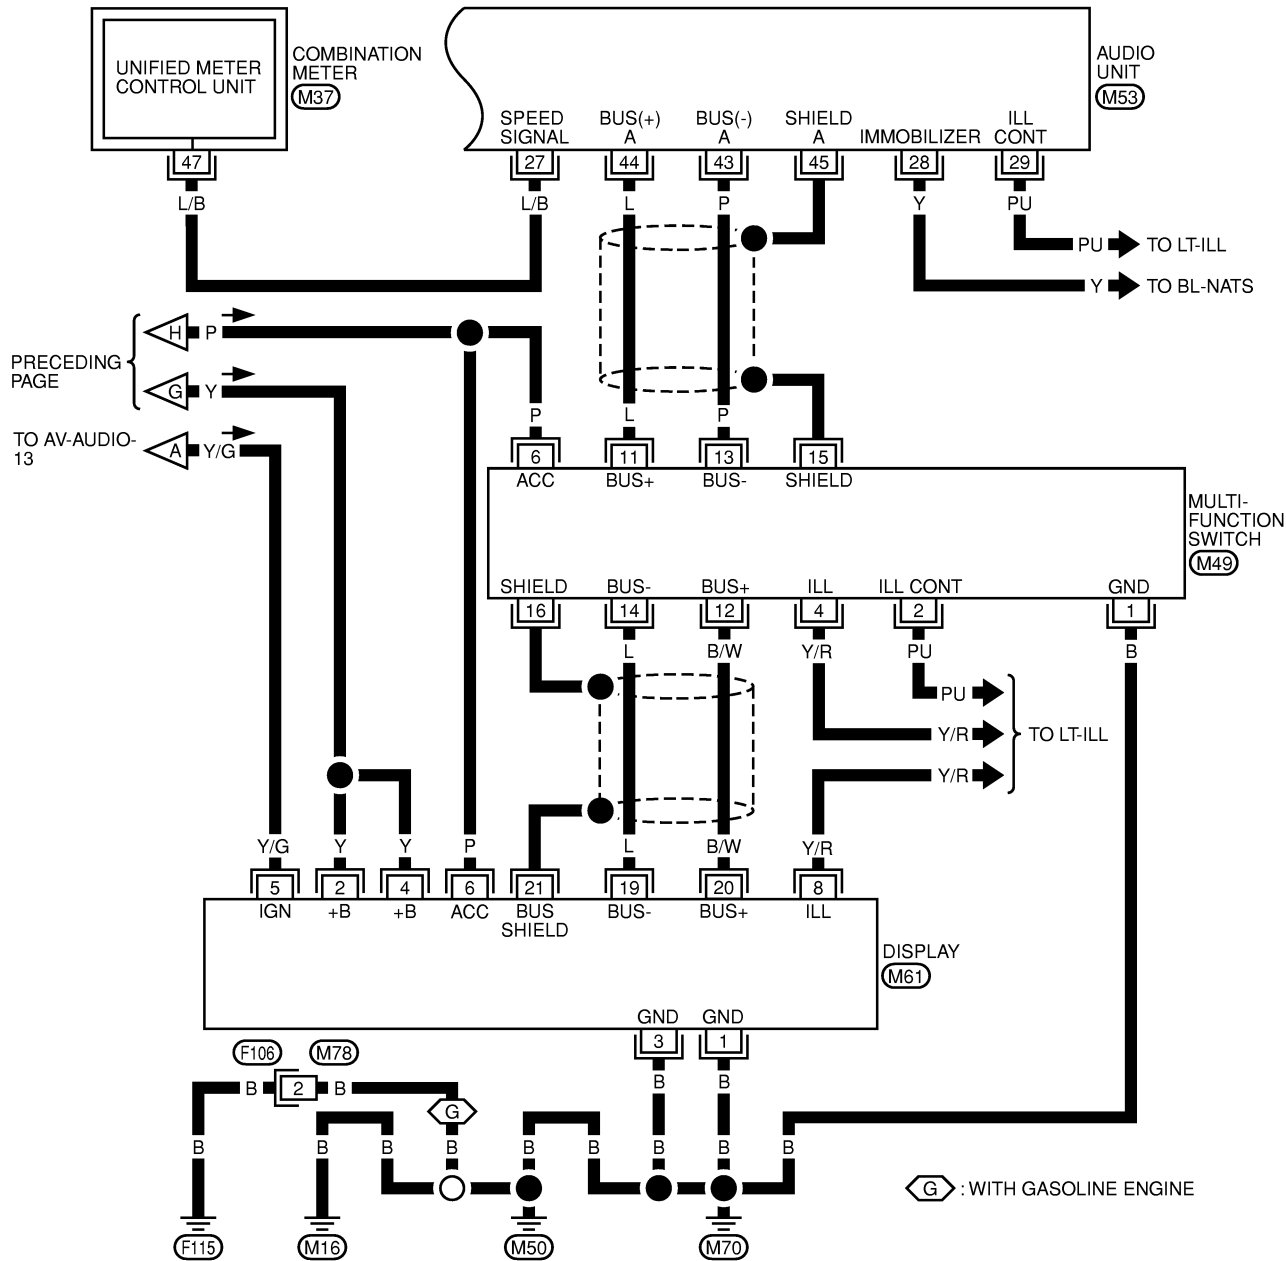 UNIFIED METER
CONTROL UNIT
COMBINATION
METER
M37
AUDIO
UNIT
M53
SPEED
SIGNAL
BUS(+)
A
BUS(-)
A
SHIELD
A
IMMOBILIZER
ILL
CONT
47
27
44
43
45
28
29
L/B
L/B
L
P
Y
PU
PU
TO LT-ILL
Y
TO BL-NATS
H
P
PRECEDING
PAGE
G
Y
TO AV-AUDIO-
13
A
Y/G
P
L
P
6
11
13
15
ACC
BUS+
BUS-
SHIELD
MULTI-
FUNCTION
SWITCH
M49
SHIELD
BUS-
BUS+
ILL
ILL CONT
GND
16
14
12
4
2
1
L
B/W
Y/R
PU
B
PU
Y/R
TO LT-ILL
Y/R
Y/G
Y
Y
P
L
B/W
Y/R
5
2
4
6
21
19
20
8
IGN
+B
+B
ACC
BUS
SHIELD
BUS-
BUS+
ILL
DISPLAY
M61
GND
GND
3
1
F106
M78
B
2
B
B
B
G
B
B
B
B
B
B
B
B
G
: WITH GASOLINE ENGINE
F115
M16
M50
M70